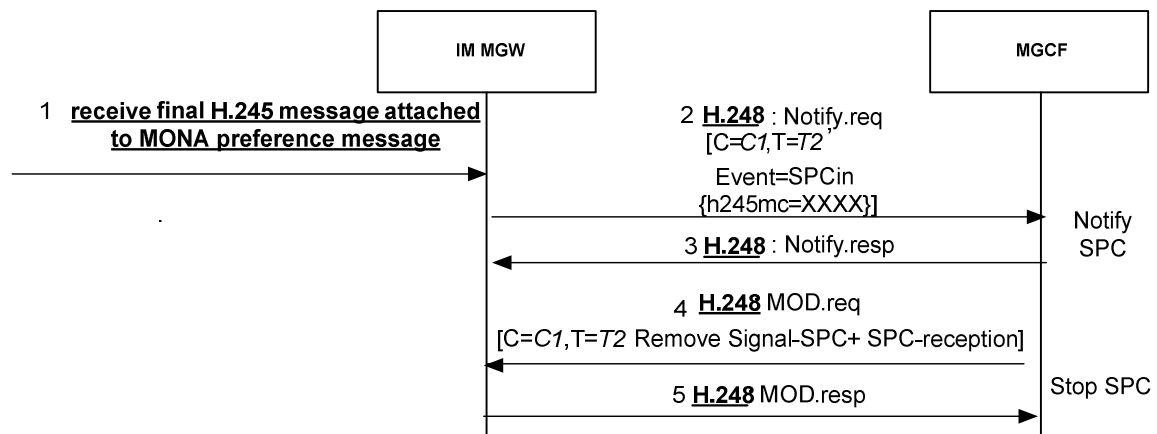 IM MGW
MGCF
1 receive final H.245 message attached
to MONA preference message
2 H.248 : Notify.req
[C=C1,T=T2’
Event=SPCin
{h245mc=XXXX}]
Notify
SPC
3 H.248 : Notify.resp
4 H.248 MOD.req
[C=C1,T=T2 Remove Signal-SPC+ SPC-reception]
Stop SPC
5 H.248 MOD.resp